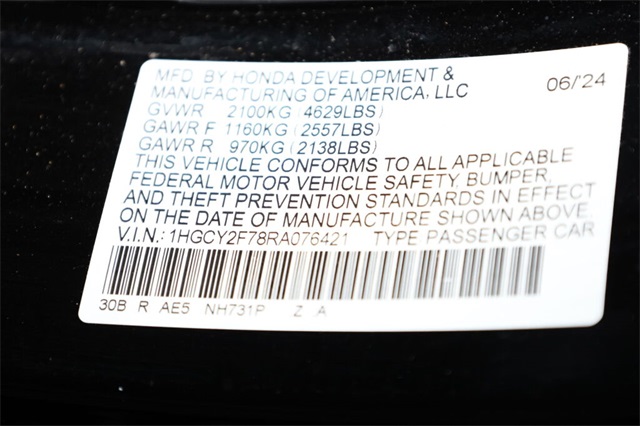 MFD. BY HONDA DEVELOPMENT &
MANUFACTURING OF AMERICA, LLC 06/'24
GVWR 2100KG (4629LBS)
GAWR F 1160KG (2557LBS)
GAWR R 970KG (2138LBS)
THIS VEHICLE CONFORMS TO ALL APPLICABLE
FEDERAL MOTOR VEHICLE SAFETY, BUMPER,
AND THEFT PREVENTION STANDARDS IN EFFECT
ON THE DATE OF MANUFACTURE SHOWN ABOVE.
V.I.N.: 1HGCY2F78RA076421 TYPE PASSENGER CAR
30B R AE5 NH731P Z A